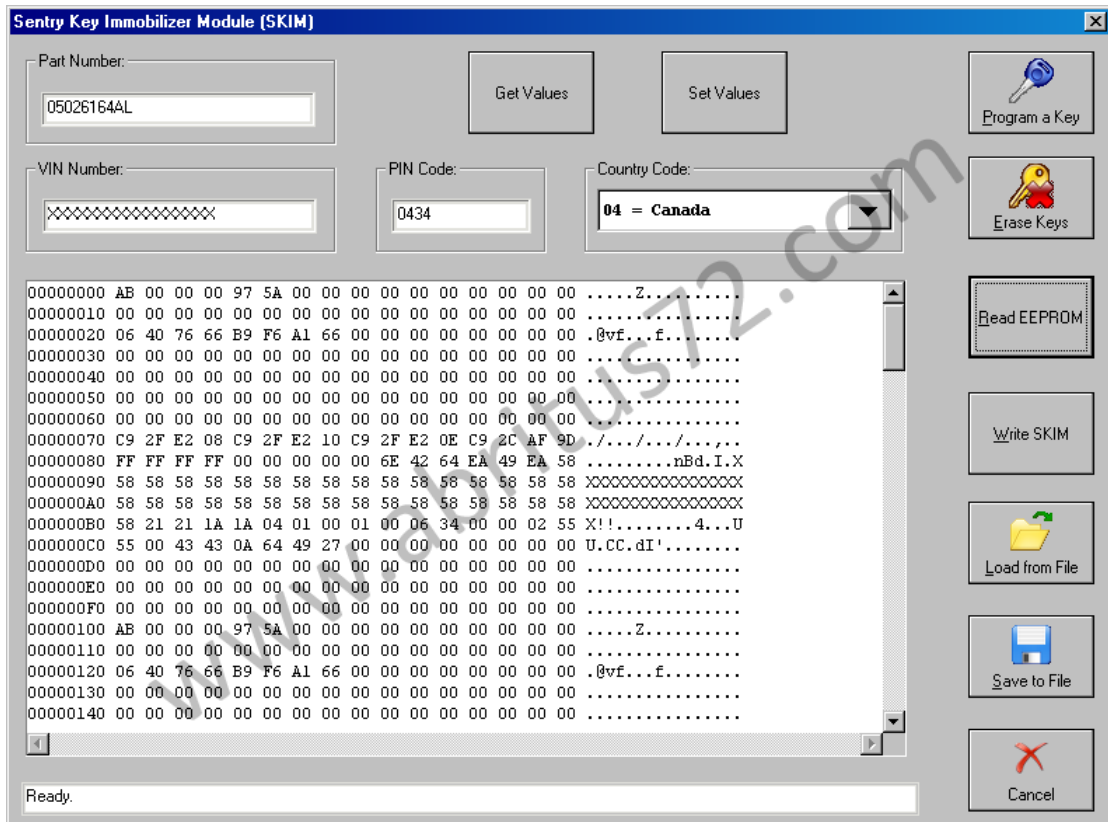 Sentry Key Immobilizer Module (SKIM)
Part Number:
05026164AL
Get Values
Set Values
Program a Key
VIN Number:
XXXXXXXXXXXXXXXX
PIN Code:
0434
Country Code:
04 = Canada
Erase Keys
00000000 AB 00 00 00 97 5A 00 00 00 00 00 00 00 00 00 00 .....Z..........
00000010 00 00 00 00 00 00 00 00 00 00 00 00 00 00 00 00 ................
00000020 06 40 76 66 B9 F6 A1 66 00 00 00 00 00 00 00 00 .@vf...f........
00000030 00 00 00 00 00 00 00 00 00 00 00 00 00 00 00 00 ................
00000040 00 00 00 00 00 00 00 00 00 00 00 00 00 00 00 00 ................
00000050 00 00 00 00 00 00 00 00 00 00 00 00 00 00 00 00 ................
00000060 00 00 00 00 00 00 00 00 00 00 00 00 00 00 00 00 ................
00000070 C9 2F E2 08 C9 2F E2 10 C9 2F E2 0E C9 2C AF 9D ./.../.../...,..
00000080 FF FF FF FF 00 00 00 00 00 6E 42 64 EA 49 EA 58 .........nBd.I.X
00000090 58 58 58 58 58 58 58 58 58 58 58 58 58 58 58 58 XXXXXXXXXXXXXXXX
000000A0 58 58 58 58 58 58 58 58 58 58 58 58 58 58 58 58 XXXXXXXXXXXXXXXX
000000B0 58 21 21 1A 1A 04 01 00 01 00 06 34 00 00 02 55 X!!........4...U
000000C0 55 00 43 43 0A 64 49 27 00 00 00 00 00 00 00 00 U.CC.dI'........
000000D0 00 00 00 00 00 00 00 00 00 00 00 00 00 00 00 00 ................
000000E0 00 00 00 00 00 00 00 00 00 00 00 00 00 00 00 00 ................
000000F0 00 00 00 00 00 00 00 00 00 00 00 00 00 00 00 00 ................
00000100 AB 00 00 00 97 5A 00 00 00 00 00 00 00 00 00 00 .....Z..........
00000110 00 00 00 00 00 00 00 00 00 00 00 00 00 00 00 00 ................
00000120 06 40 76 66 B9 F6 A1 66 00 00 00 00 00 00 00 00 .@vf...f........
00000130 00 00 00 00 00 00 00 00 00 00 00 00 00 00 00 00 ................
00000140 00 00 00 00 00 00 00 00 00 00 00 00 00 00 00 00 ................
Read EEPROM
Write SKIM
Load from File
Save to File
Cancel
Ready.
www.abritus72.com